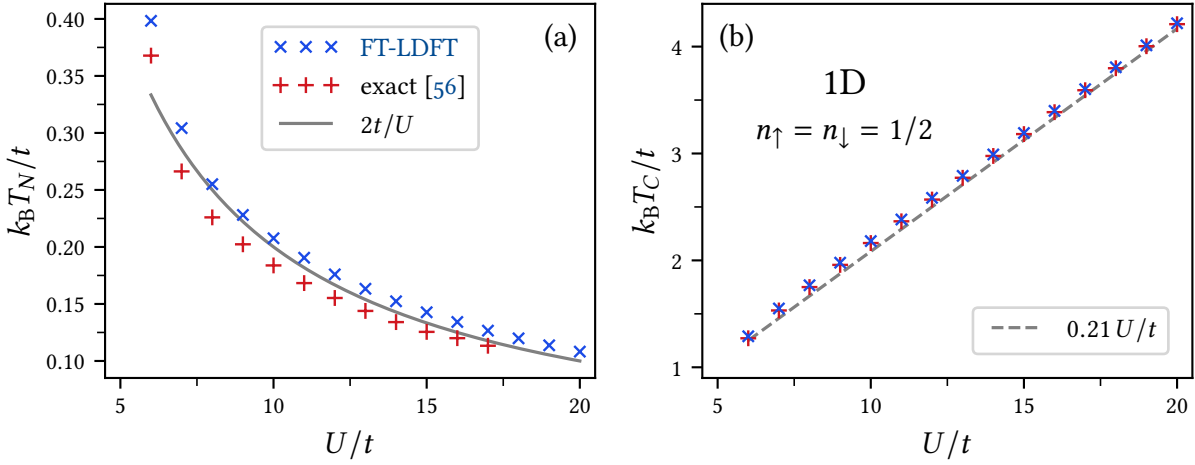 0.40
0.35
0.30
0.25
0.20
0.15
0.10
5
10
15
20
U/t
k_B T_N/t
(a)
FT-LDFT
exact [56]
2t/U
4
3
2
1
5
10
15
20
U/t
k_B T_C/t
(b)
1D
n↑ = n↓ = 1/2
0.21 U/t